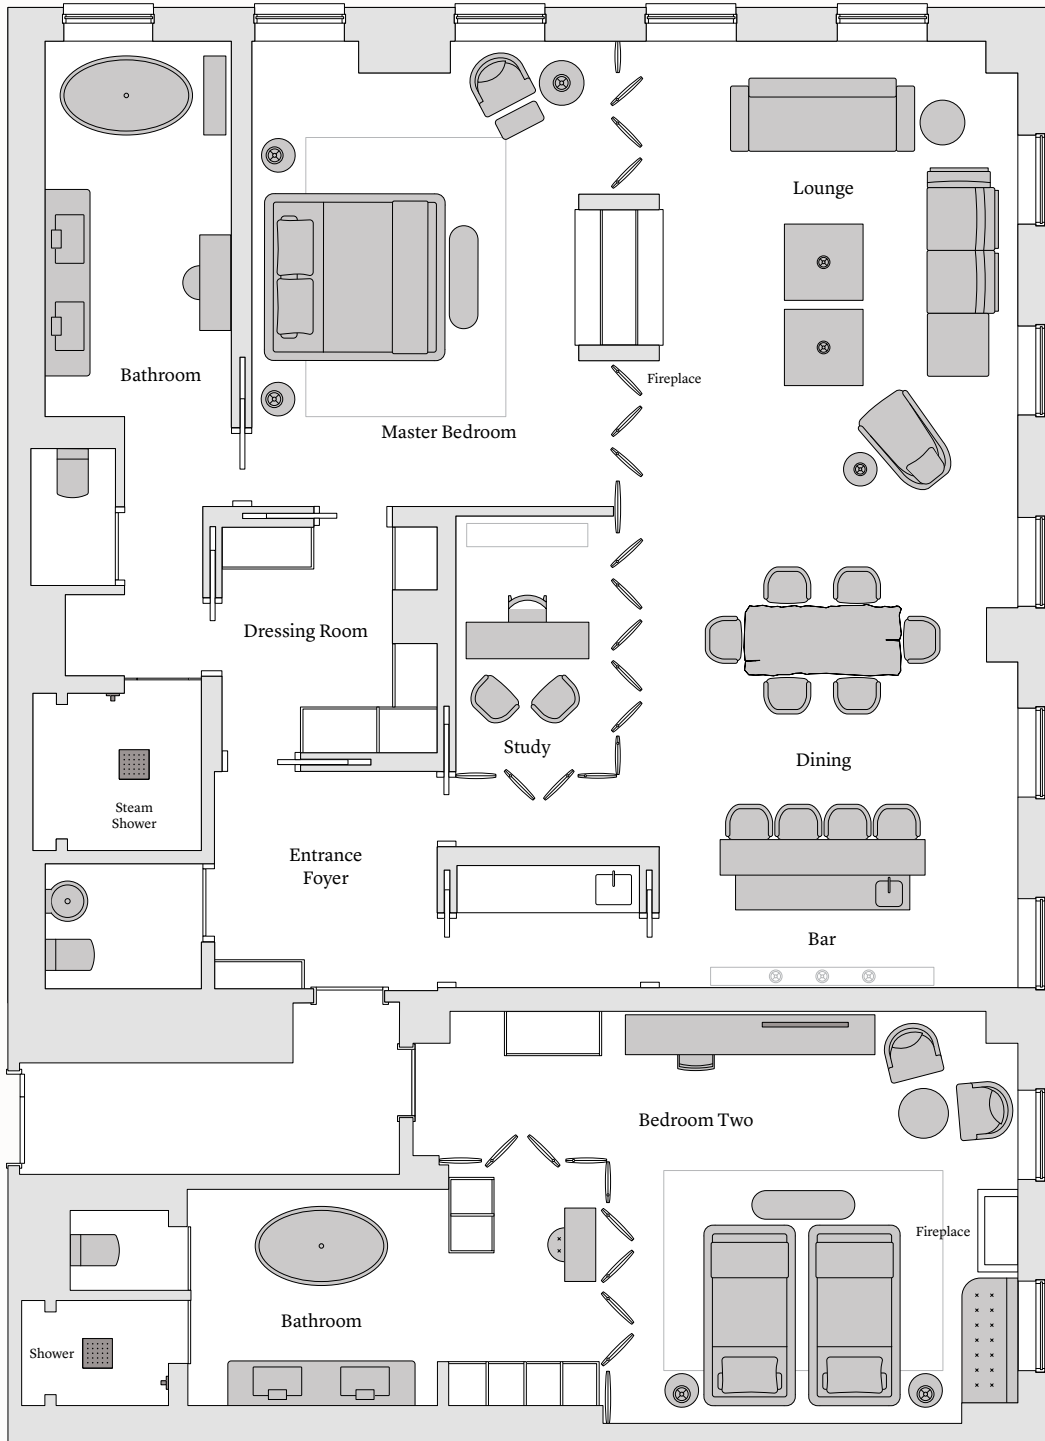 Lounge
Bathroom
Fireplace
Master Bedroom
Dressing Room
Study
Dining
Steam
Shower
Entrance
Foyer
Bar
Bedroom Two
Fireplace
Bathroom
Shower